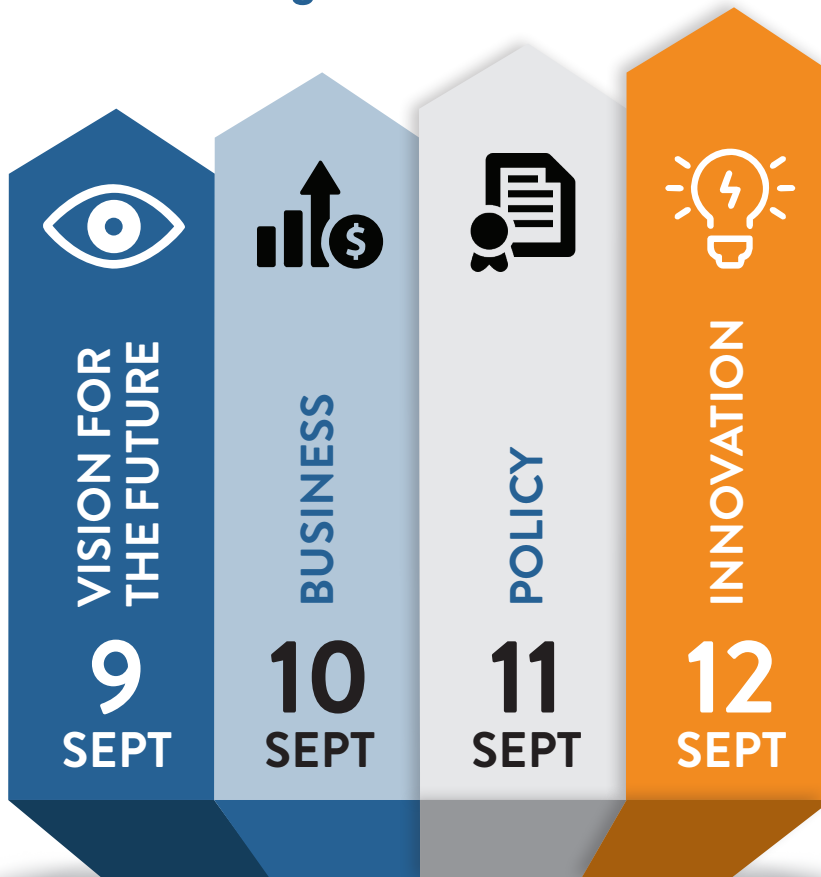 VISION FOR
THE FUTURE
9
SEPT
BUSINESS
10
SEPT
POLICY
11
SEPT
INNOVATION
12
SEPT
$